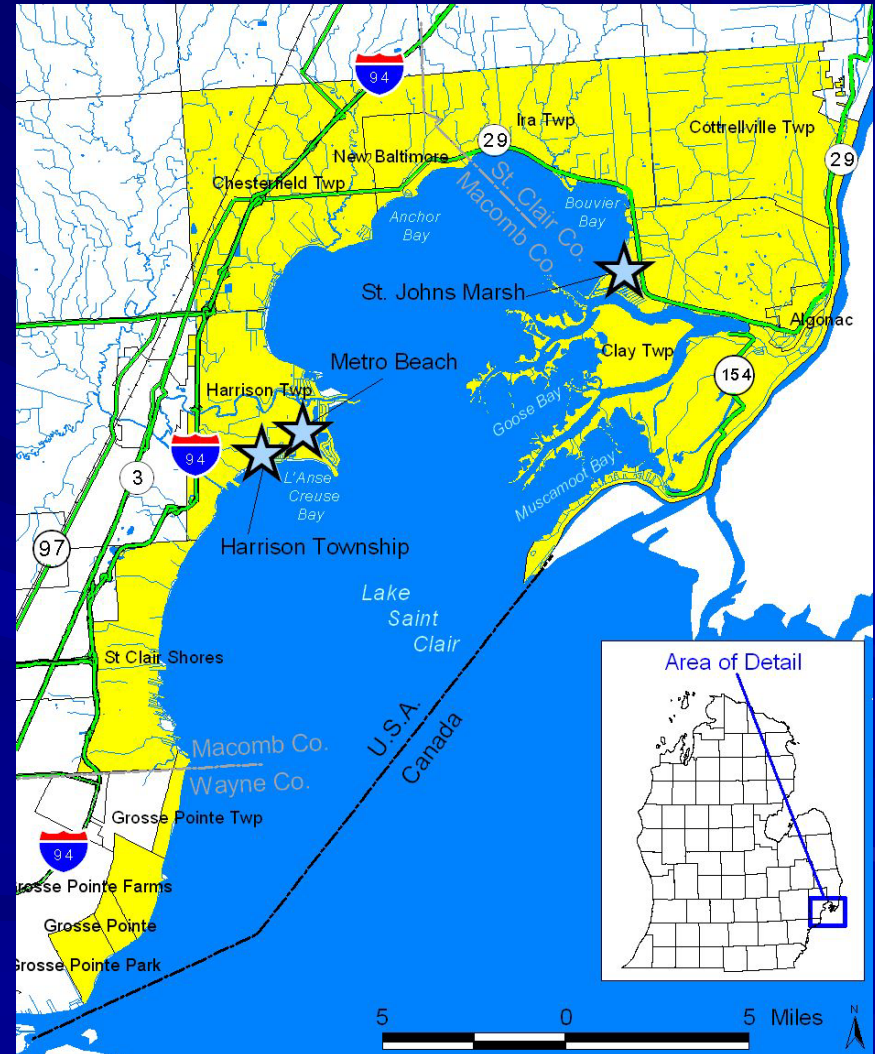 94
Ira Twp
Cottrellville Twp
29
29
New Baltimore
St. Clair Co.
Macomb Co.
Chesterfield Twp
Anchor
Bay
Bouvier
Bay
St. Johns Marsh
Algonac
Clay Twp
Metro Beach
154
Harrison Twp
Goose Bay
94
3
L'Anse
Creuse
Bay
Muscamoot Bay
Harrison Township
97
Lake
Saint
Clair
St Clair Shores
Area of Detail
U.S.A.
Canada
Macomb Co.
Wayne Co.
Grosse Pointe Twp
94
Grosse Pointe Farms
Grosse Pointe
Grosse Pointe Park
5 0 5 Miles
N